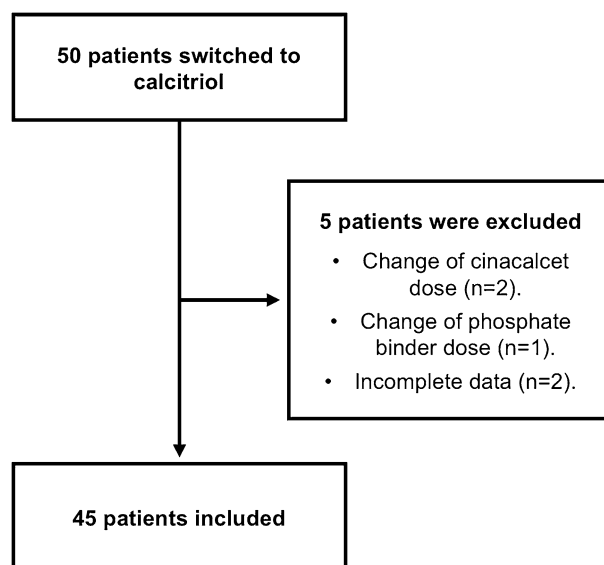 50 patients switched to
calcitriol
5 patients were excluded
• Change of cinacalcet
dose (n=2).
• Change of phosphate
binder dose (n=1).
• Incomplete data (n=2).
45 patients included